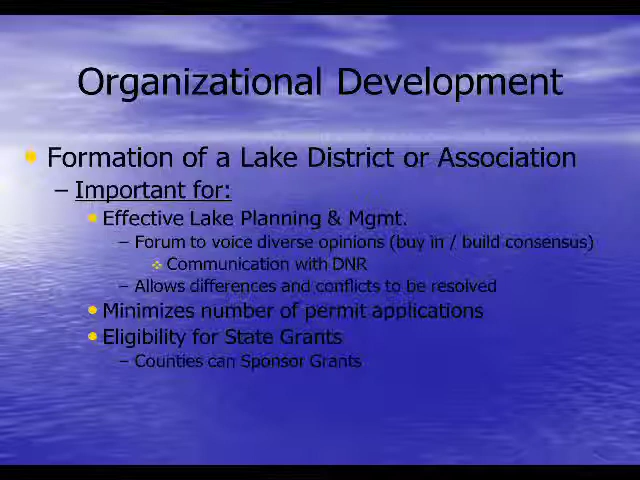 Organizational Development
• Formation of a Lake District or Association
– Important for:
• Effective Lake Planning & Mgmt.
– Forum to voice diverse opinions (buy in / build consensus)
❖ Communication with DNR
– Allows differences and conflicts to be resolved
• Minimizes number of permit applications
• Eligibility for State Grants
– Counties can Sponsor Grants